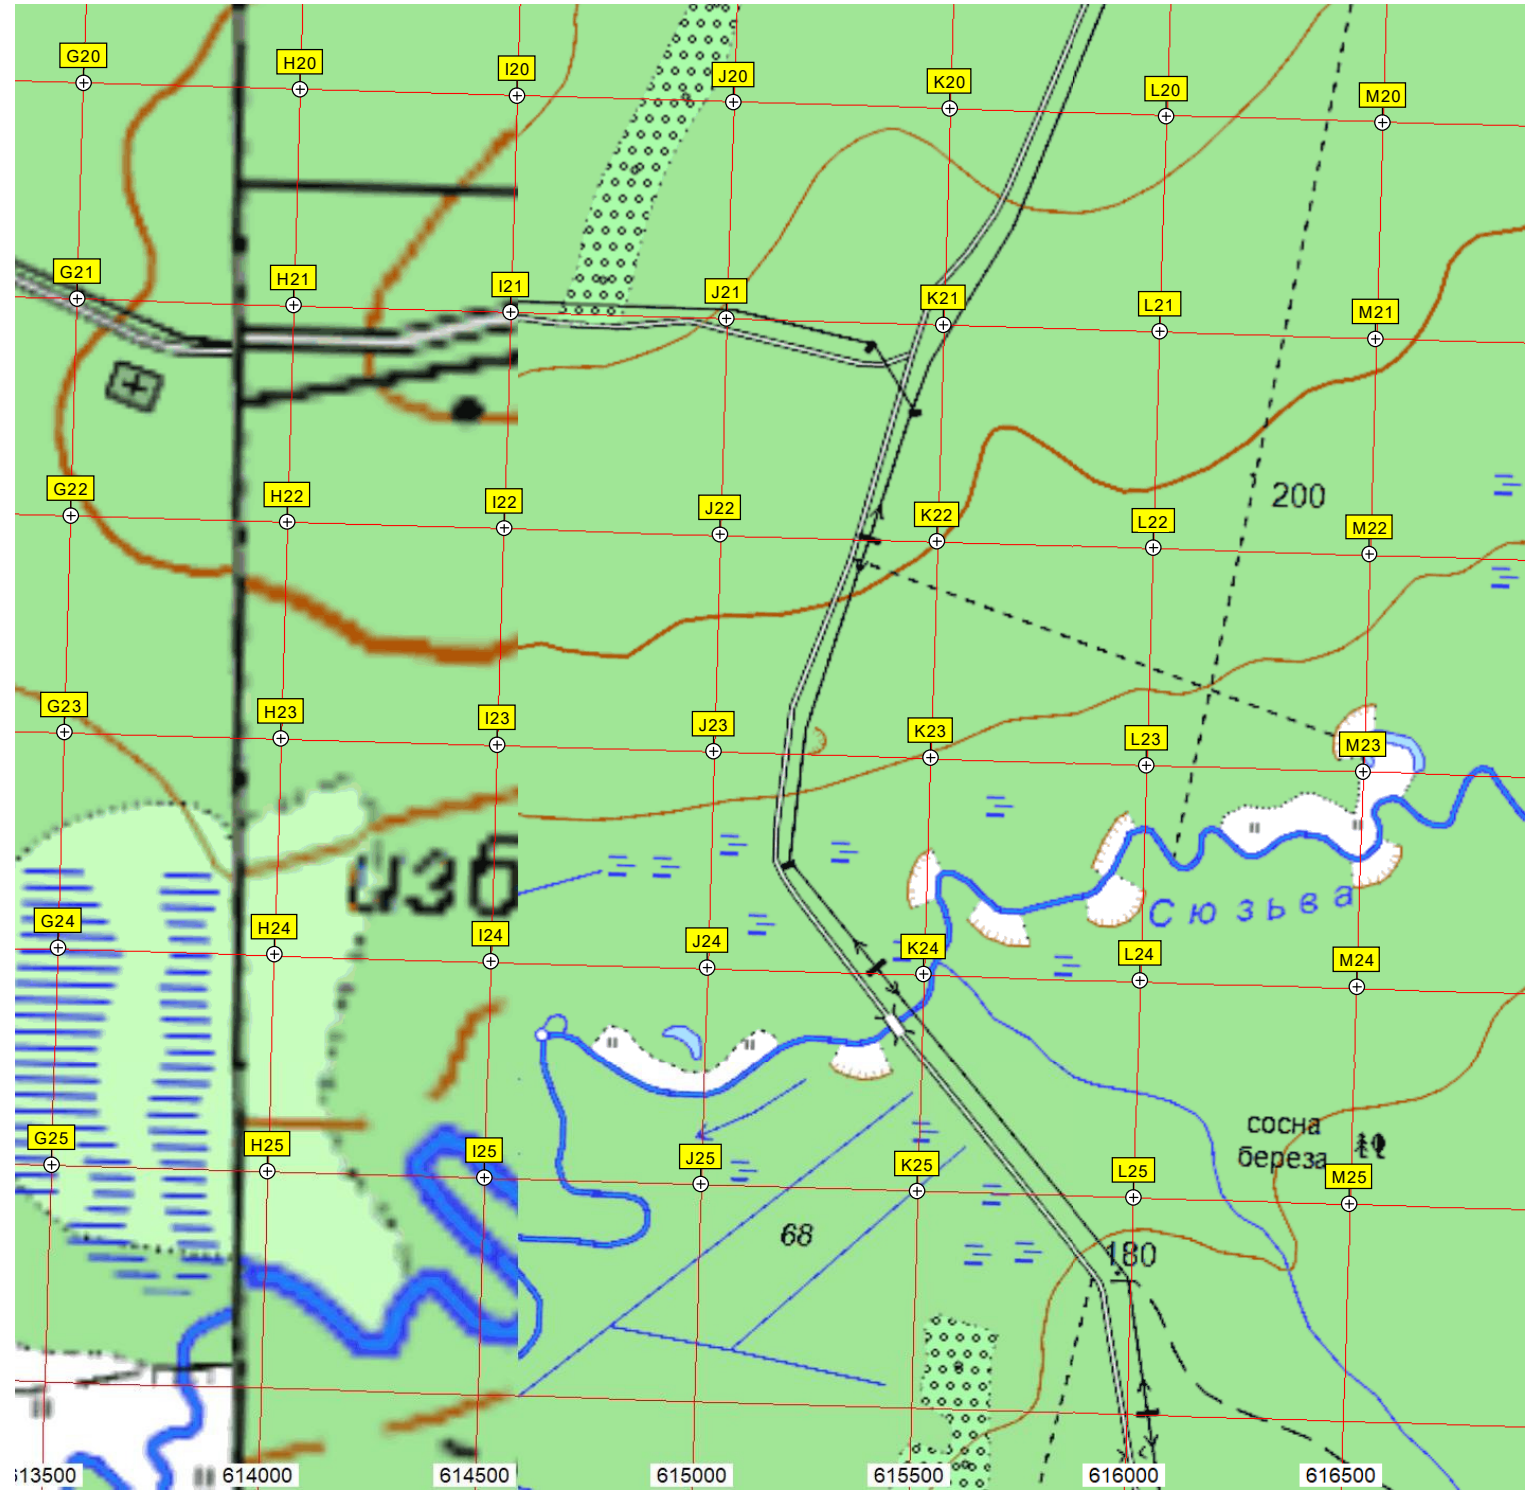 G20 H20 I20 J20 K20 L20 M20
G21 H21 I21 J21 K21 L21 M21
200
G22 H22 I22 J22 K22 L22 M22
G23 H23 I23 J23 K23 L23 M23
изб
Сюзьва
G24 H24 I24 J24 K24 L24 M24
сосна
береза
G25 H25 I25 J25 K25 L25 M25
68
180
613500 614000 614500 615000 615500 616000 616500